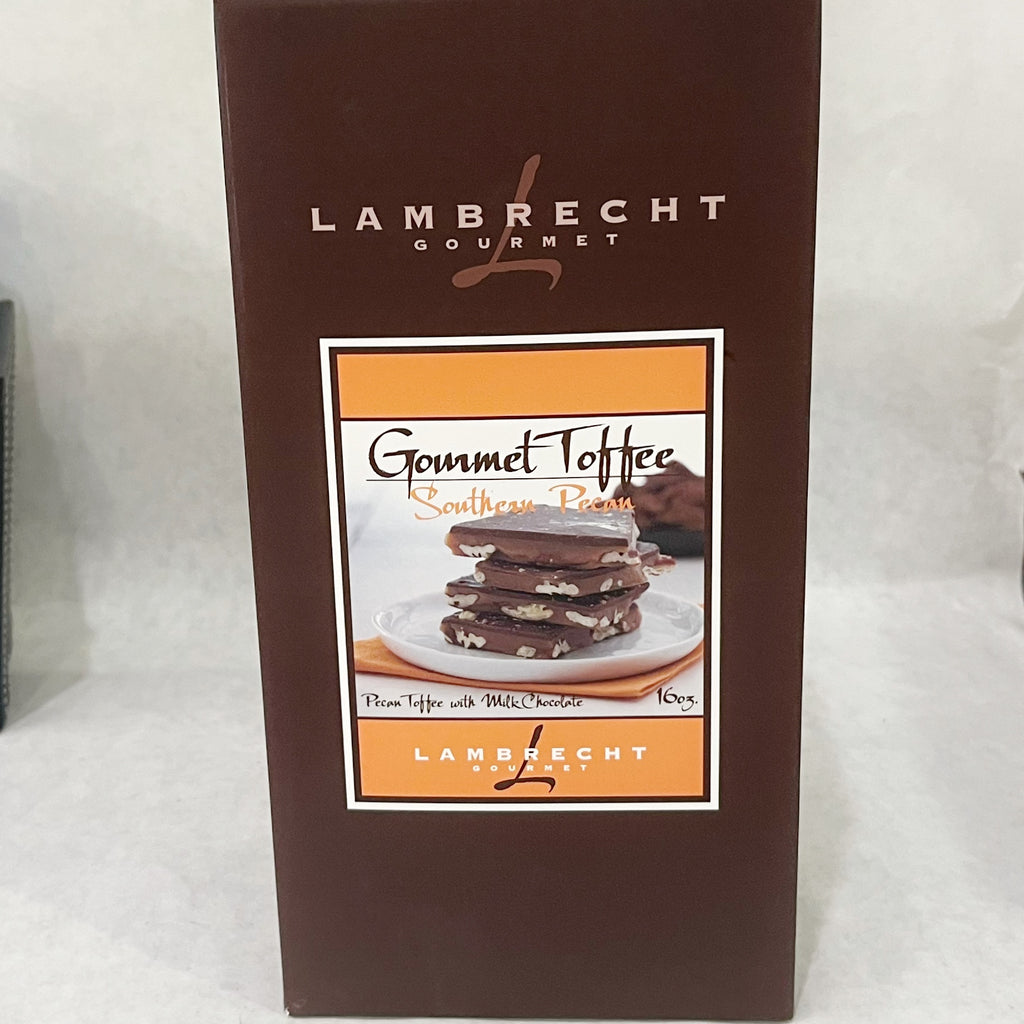 LAMBRECHT
GOURMET
Gourmet Toffee
Southern Pecan
Pecan Toffee with Milk Chocolate
16oz.
LAMBRECHT
GOURMET